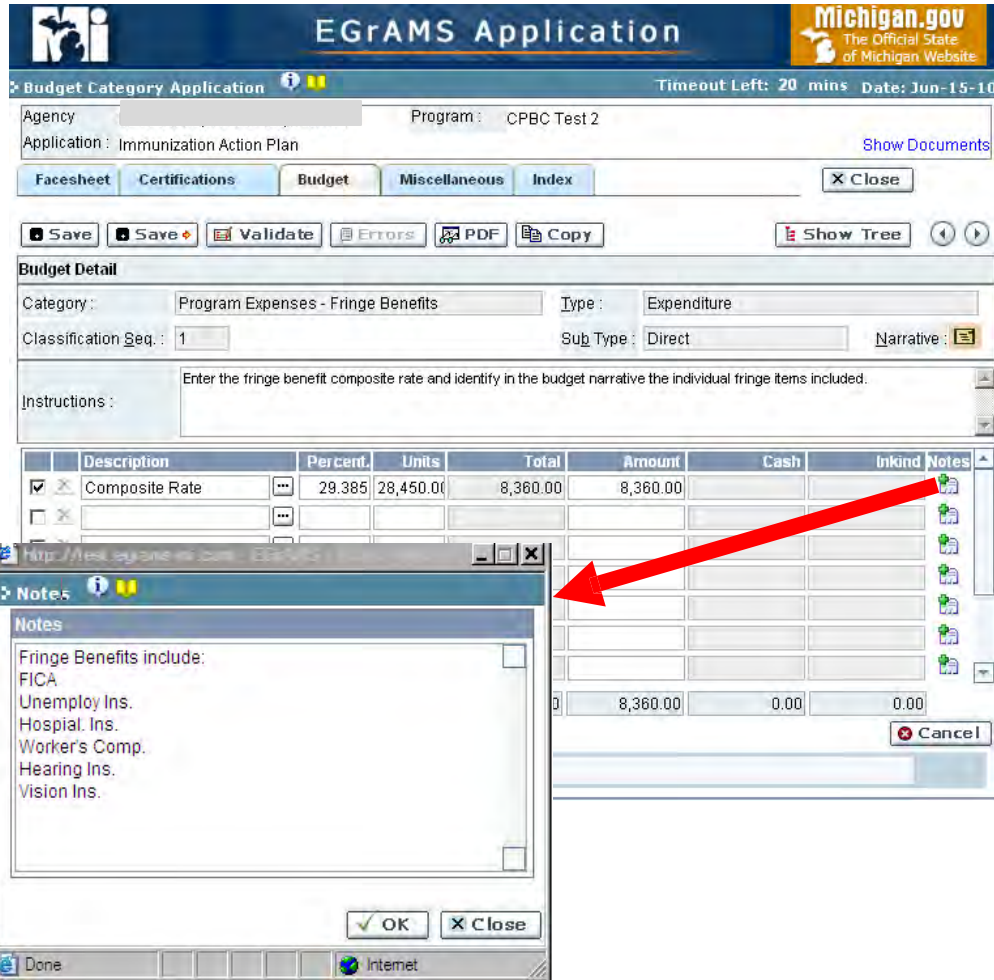 EGrAMS Application
Michigan.gov
The Official State
of Michigan Website
Budget Category Application
Timeout Left: 20 mins Date: Jun-15-10
Agency Program : CPBC Test 2
Application : Immunization Action Plan Show Documents
Facesheet Certifications Budget Miscellaneous Index X Close
Save Save Validate Errors PDF Copy Show Tree
Budget Detail
Category : Program Expenses - Fringe Benefits Type : Expenditure
Classification Seq. : 1 Sub Type : Direct Narrative :
Enter the fringe benefit composite rate and identify in the budget narrative the individual fringe items included.
Instructions :
Description Percent. Units Total Amount Cash Inkind Notes
Composite Rate ... 29.385 28,450.00 8,360.00 8,360.00
...
8,360.00 0.00 0.00
Cancel
Notes
Notes
Fringe Benefits include:
FICA
Unemploy Ins.
Hospial. Ins.
Worker's Comp.
Hearing Ins.
Vision Ins.
OK X Close
Done Internet